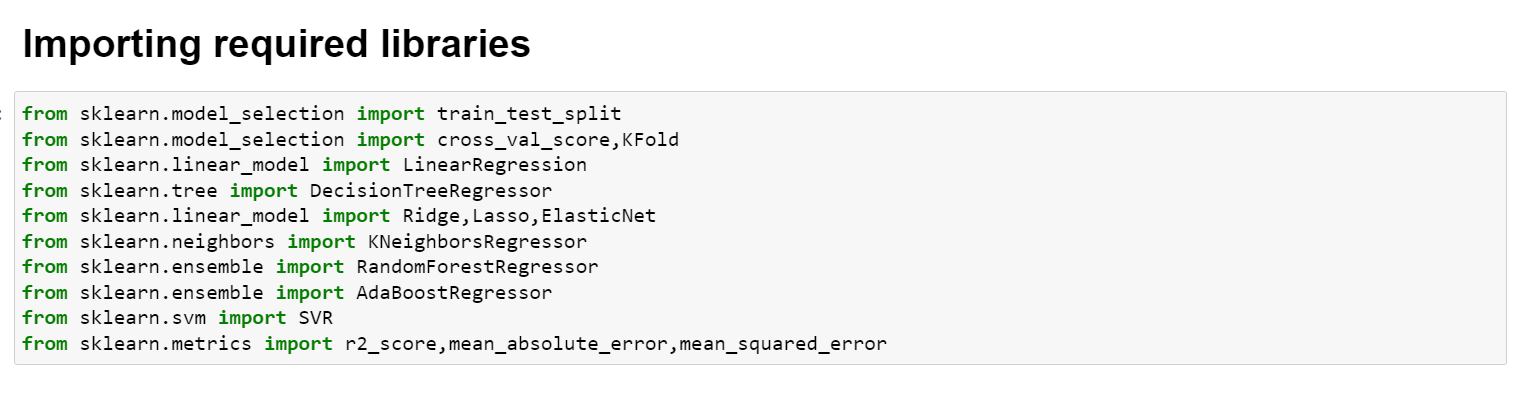 Importing required libraries
:
from sklearn.model_selection import train_test_split
from sklearn.model_selection import cross_val_score,KFold
from sklearn.linear_model import LinearRegression
from sklearn.tree import DecisionTreeRegressor
from sklearn.linear_model import Ridge,Lasso,ElasticNet
from sklearn.neighbors import KNeighborsRegressor
from sklearn.ensemble import RandomForestRegressor
from sklearn.ensemble import AdaBoostRegressor
from sklearn.svm import SVR
from sklearn.metrics import r2_score,mean_absolute_error,mean_squared_error